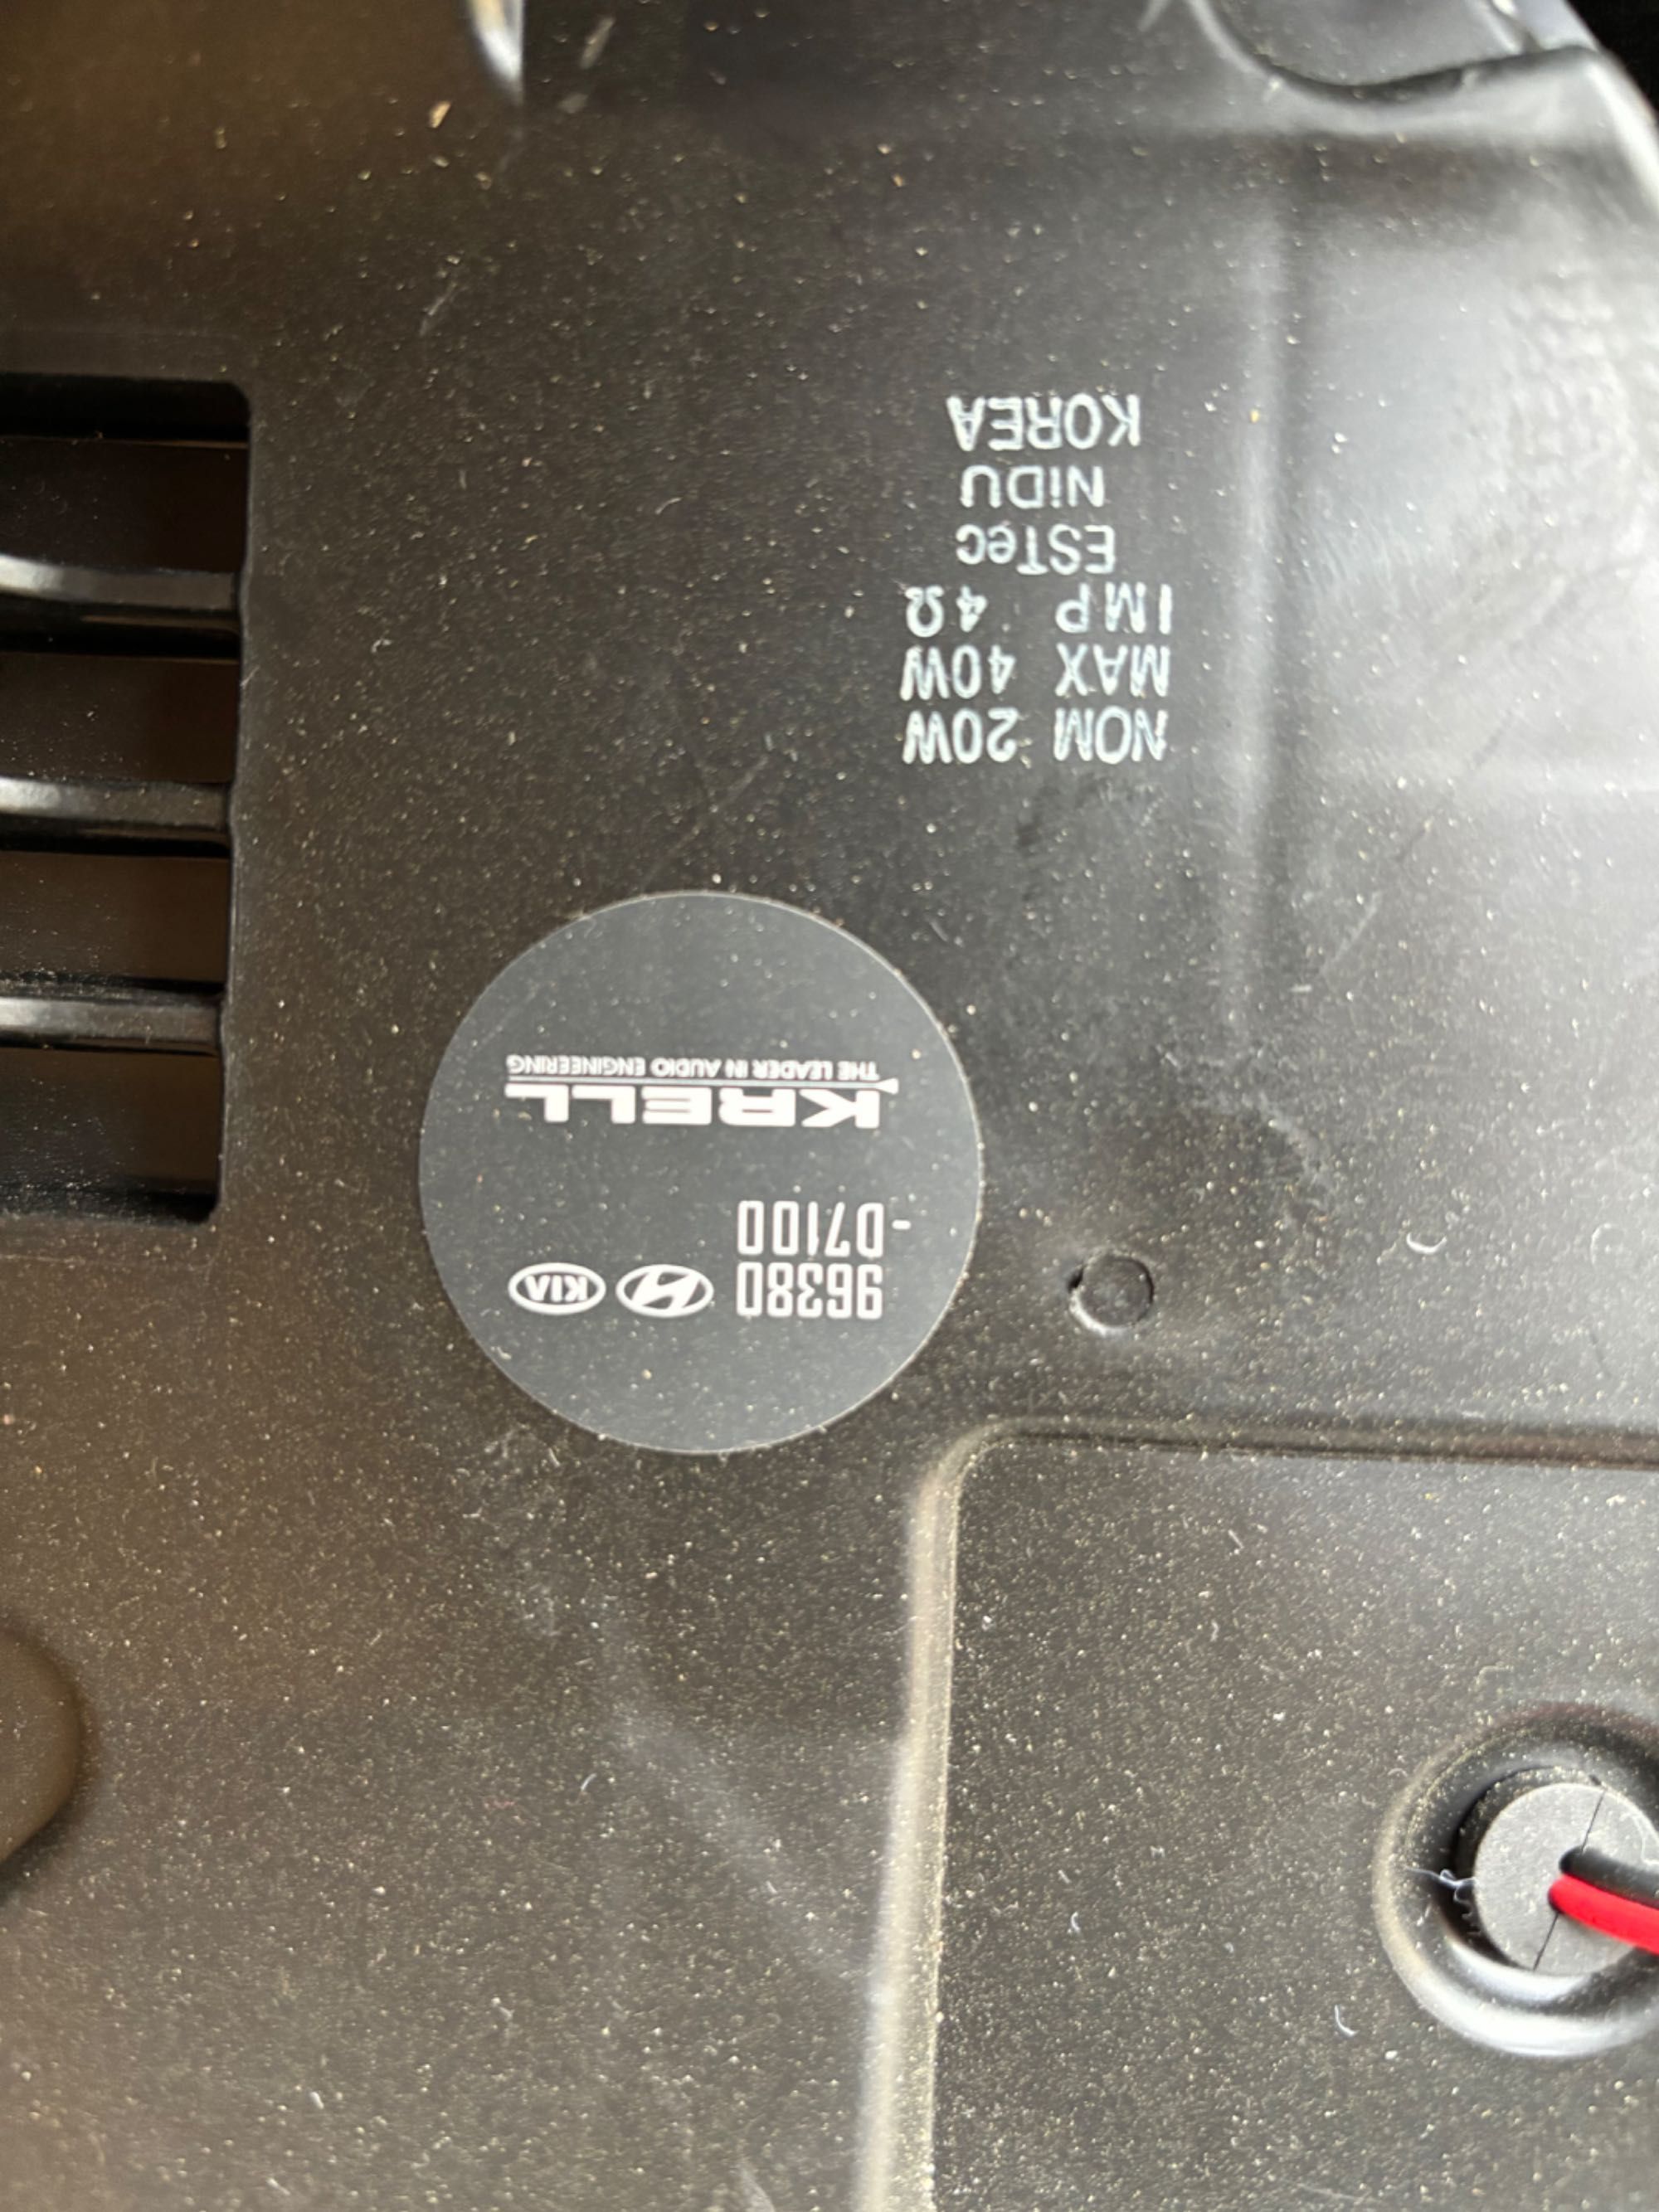 NOM 20W
MAX 40W
IMP 4Ω
ESTec
NiDU
KOREA
96380
-D7100
KIA
KRELL
THE LEADER IN AUDIO ENGINEERING